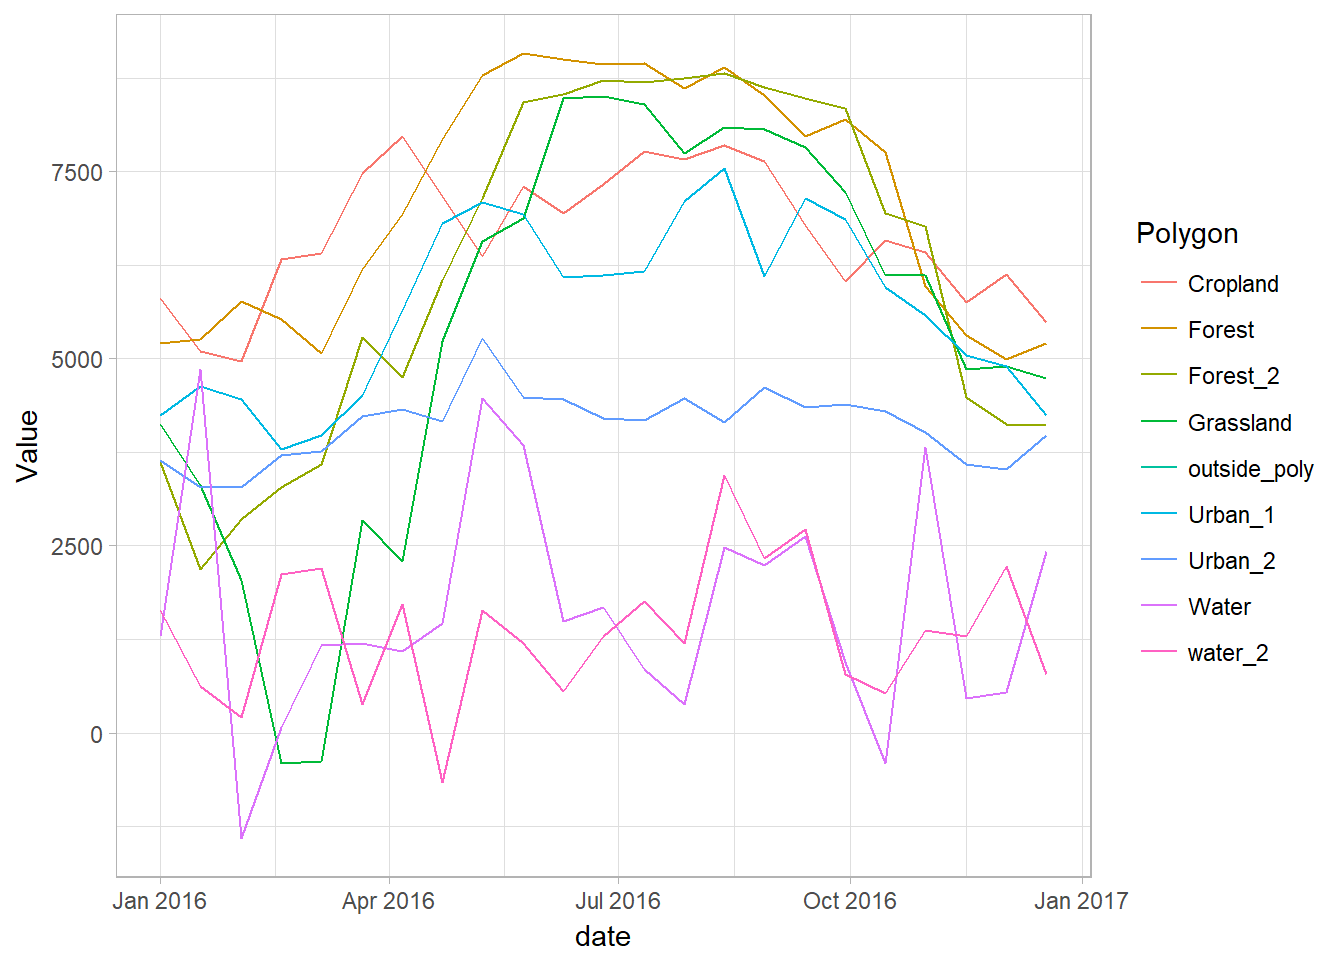 7500
5000
2500
0
Value
Jan 2016
Apr 2016
Jul 2016
Oct 2016
Jan 2017
date
Polygon
Cropland
Forest
Forest_2
Grassland
outside_poly
Urban_1
Urban_2
Water
water_2